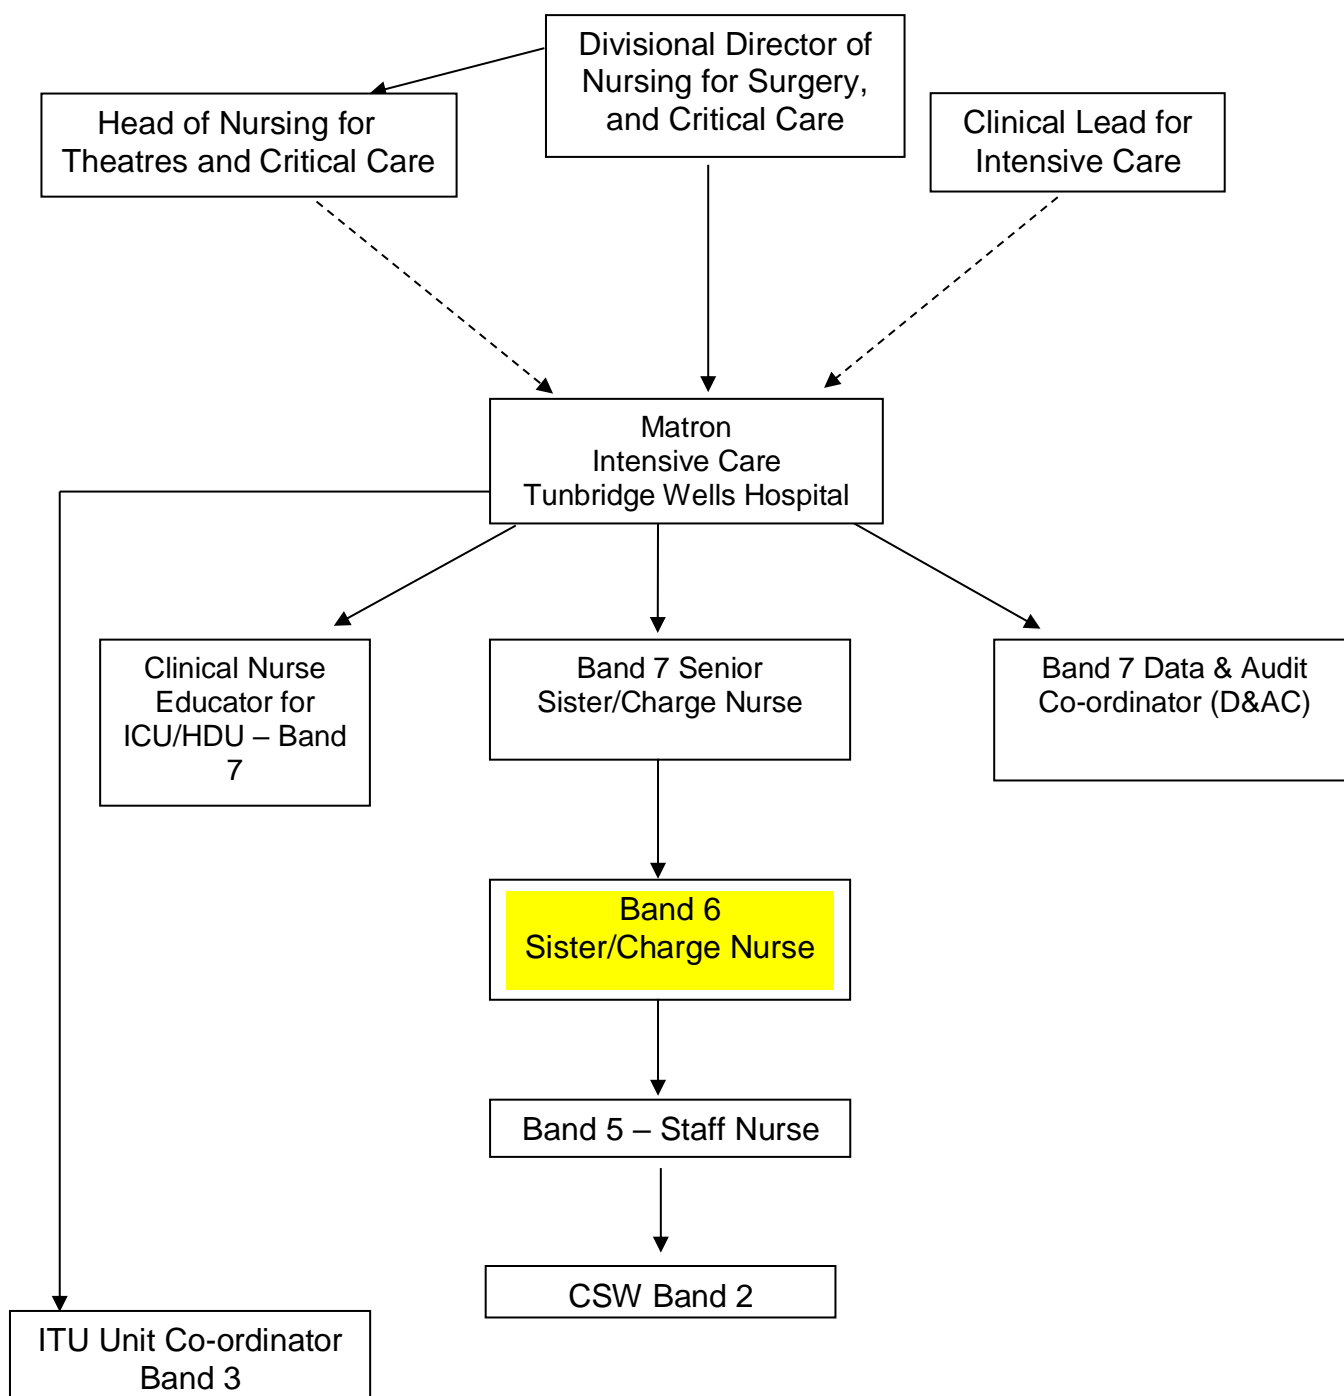 Divisional Director of
Nursing for Surgery,
and Critical Care
Head of Nursing for
Theatres and Critical Care
Clinical Lead for
Intensive Care
Matron
Intensive Care
Tunbridge Wells Hospital
Clinical Nurse
Educator for
ICU/HDU – Band
7
Band 7 Senior
Sister/Charge Nurse
Band 7 Data & Audit
Co-ordinator (D&AC)
Band 6
Sister/Charge Nurse
Band 5 – Staff Nurse
CSW Band 2
ITU Unit Co-ordinator
Band 3